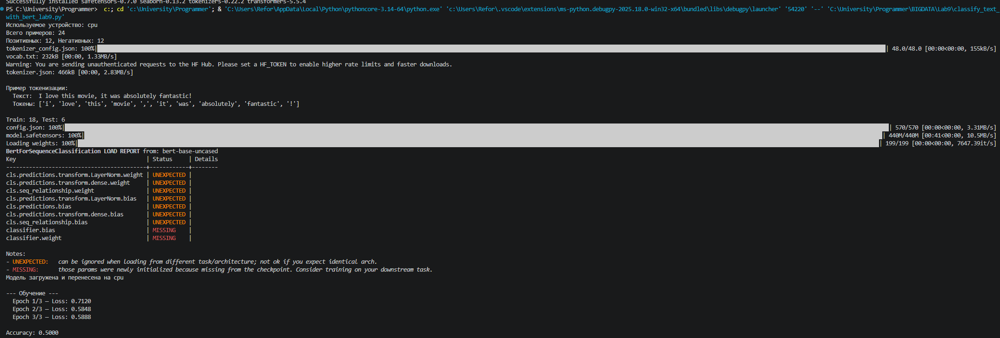 Successfully installed safetensors-0.7.0 seaborn-0.13.2 tokenizers-0.22.2 transformers-5.5.4
PS C:\University\Programmer>  c:; cd 'c:\University\Programmer'; & 'C:\Users\Refor\AppData\Local\Python\pythoncore-3.14-64\python.exe' 'c:\Users\Refor\.vscode\extensions\ms-python.debugpy-2025.18.0-win32-x64\bundled\libs\debugpy\launcher' '54220' '--' 'C:\University\Programmer\BIGDATA\Lab9\classify_text_
with_bert_lab9.py'
Используемое устройство: cpu
Всего примеров: 24
Позитивных: 12, Негативных: 12
tokenizer_config.json: 100%| | 48.0/48.0 [00:00<00:00, 155kB/s]
vocab.txt: 232kB [00:00, 1.33MB/s]
Warning: You are sending unauthenticated requests to the HF Hub. Please set a HF_TOKEN to enable higher rate limits and faster downloads.
tokenizer.json: 466kB [00:00, 2.83MB/s]
Пример токенизации:
Текст:  I love this movie, it was absolutely fantastic!
Токены: ['i', 'love', 'this', 'movie', ',', 'it', 'was', 'absolutely', 'fantastic', '!']
Train: 18, Test: 6
config.json: 100%| | 570/570 [00:00<00:00, 3.31MB/s]
model.safetensors: 100%| | 440M/440M [00:41<00:00, 10.5MB/s]
Loading weights: 100%| | 199/199 [00:00<00:00, 7647.39it/s]
BertForSequenceClassification LOAD REPORT from: bert-base-uncased
Key | Status | Details
-------------------------------------------+------------+--------
cls.predictions.transform.LayerNorm.weight | UNEXPECTED |
cls.predictions.transform.dense.weight | UNEXPECTED |
cls.seq_relationship.weight | UNEXPECTED |
cls.predictions.transform.LayerNorm.bias | UNEXPECTED |
cls.predictions.bias | UNEXPECTED |
cls.predictions.transform.dense.bias | UNEXPECTED |
cls.seq_relationship.bias | UNEXPECTED |
classifier.bias | MISSING |
classifier.weight | MISSING |
Notes:
- UNEXPECTED: can be ignored when loading from different task/architecture; not ok if you expect identical arch.
- MISSING: those params were newly initialized because missing from the checkpoint. Consider training on your downstream task.
Модель загружена и перенесена на cpu
--- Обучение ---
Epoch 1/3 — Loss: 0.7120
Epoch 2/3 — Loss: 0.5848
Epoch 3/3 — Loss: 0.5888
Accuracy: 0.5000